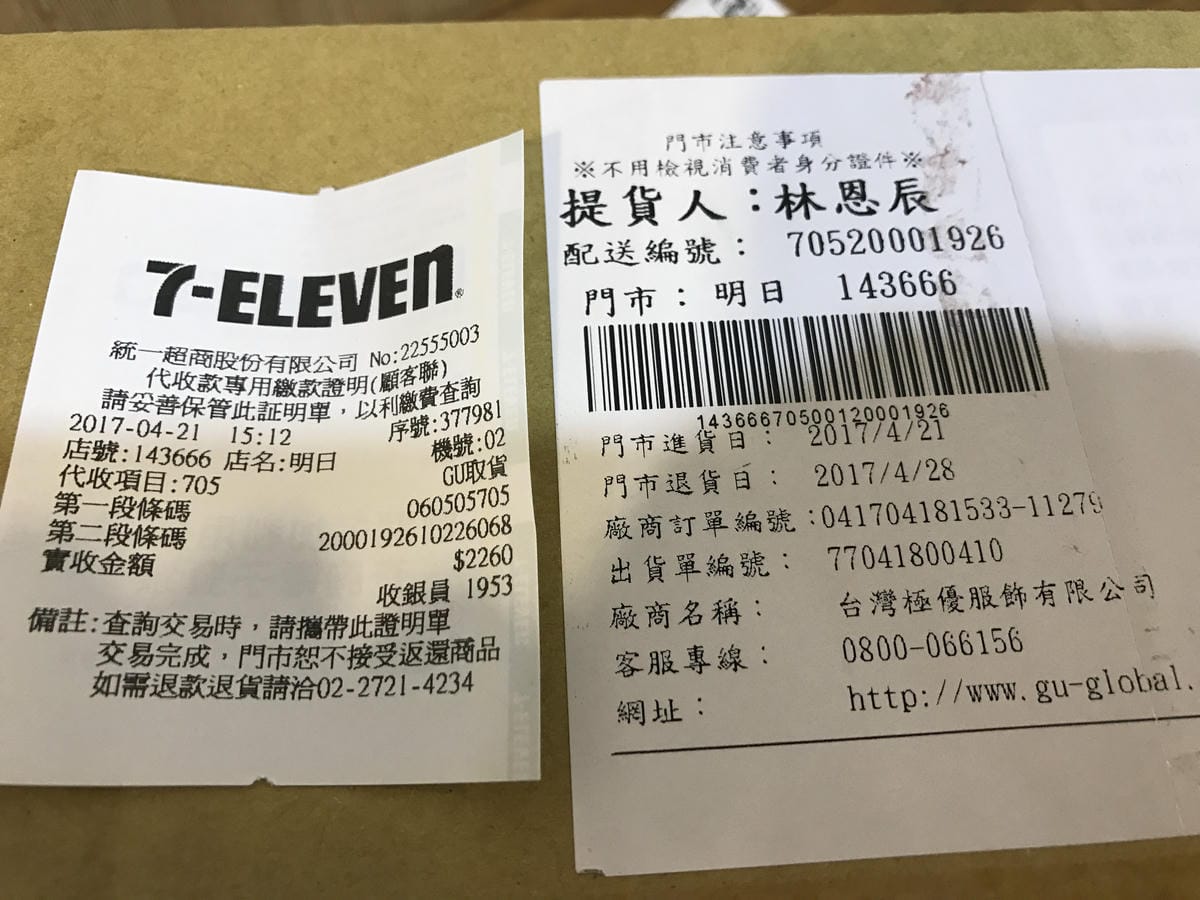 7-ELEVEN®
統一超商股份有限公司 No:22555003
代收款專用繳款證明(顧客聯)
請妥善保管此証明單，以利繳費查詢
2017-04-21 15:12 序號:377981
店號:143666 店名:明日 機號:02
代收項目:705 GU取貨
第一段條碼 060505705
第二段條碼 2000192610226068
實收金額 $2260
收銀員 1953
備註:查詢交易時，請攜帶此證明單
交易完成，門市恕不接受返還商品
如需退款退貨請洽02-2721-4234
門市注意事項
※不用檢視消費者身分證件※
提貨人：林恩辰
配送編號： 70520001926
門市： 明日 143666
14366670500120001926
門市進貨日： 2017/4/21
門市退貨日： 2017/4/28
廠商訂單編號：041704181533-11279
出貨單編號： 77041800410
廠商名稱： 台灣極優服飾有限公司
客服專線： 0800-066156
網址： http://www.gu-global.